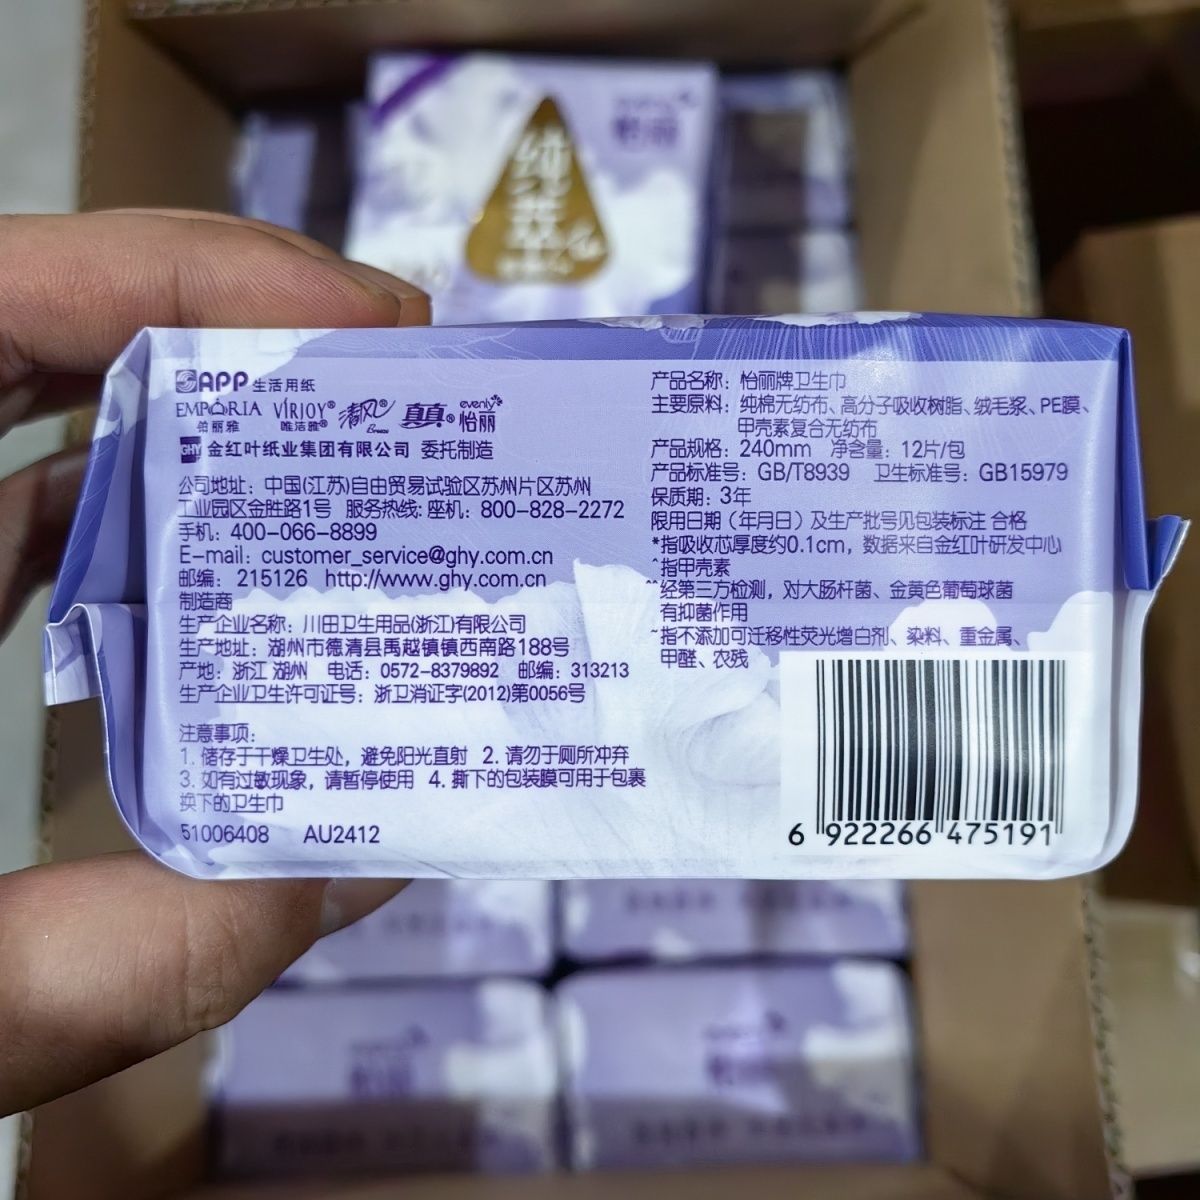 纯
怡丽
APP 生活用纸
EMPORIA VIRJOY® 清风® 真真® evenly
铂丽雅 唯洁雅® Breeze 怡丽
GHY 金红叶纸业集团有限公司 委托制造
公司地址：中国(江苏)自由贸易试验区苏州片区苏州
工业园区金胜路1号 服务热线: 座机：800-828-2272
手机：400-066-8899
E-mail：customer_service@ghy.com.cn
邮编：215126 http://www.ghy.com.cn
制造商
生产企业名称：川田卫生用品(浙江)有限公司
生产地址：湖州市德清县禹越镇镇西南路188号
产地：浙江 湖州 电话：0572-8379892 邮编：313213
生产企业卫生许可证号：浙卫消证字(2012)第0056号
注意事项：
1. 储存于干燥卫生处，避免阳光直射 2. 请勿于厕所冲弃
3. 如有过敏现象，请暂停使用 4. 撕下的包装膜可用于包裹
换下的卫生巾
51006408 AU2412
产品名称：怡丽牌卫生巾
主要原料：纯棉无纺布、高分子吸收树脂、绒毛浆、PE膜、
甲壳素复合无纺布
产品规格：240mm 净含量：12片/包
产品标准号：GB/T8939 卫生标准号：GB15979
保质期：3年
限用日期（年月日）及生产批号见包装标注 合格
*指吸收芯厚度约0.1cm，数据来自金红叶研发中心
^指甲壳素
^^经第三方检测，对大肠杆菌、金黄色葡萄球菌
有抑菌作用
~指不添加可迁移性荧光增白剂、染料、重金属、
甲醛、农残
6 922266 475191